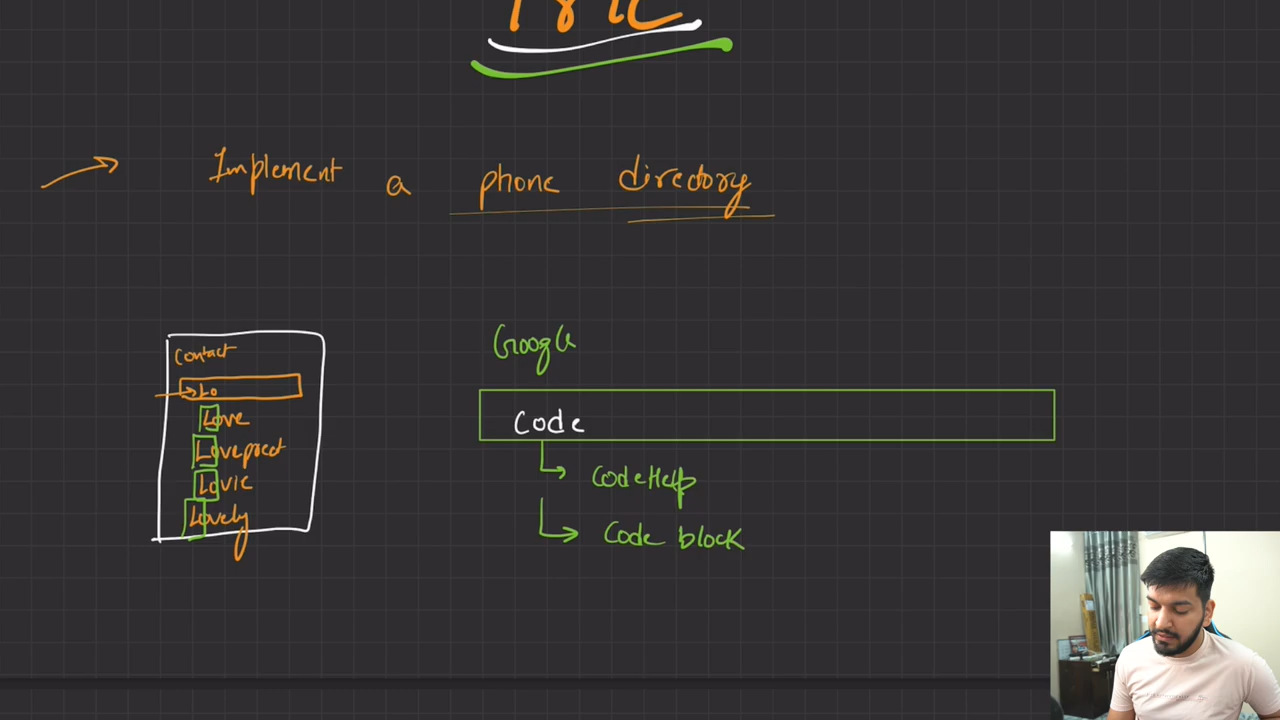 Implement a phone directory
Contact
Lo
Love
Lovepreet
Lovie
Lovely
Google
Code
CodeHelp
Code block